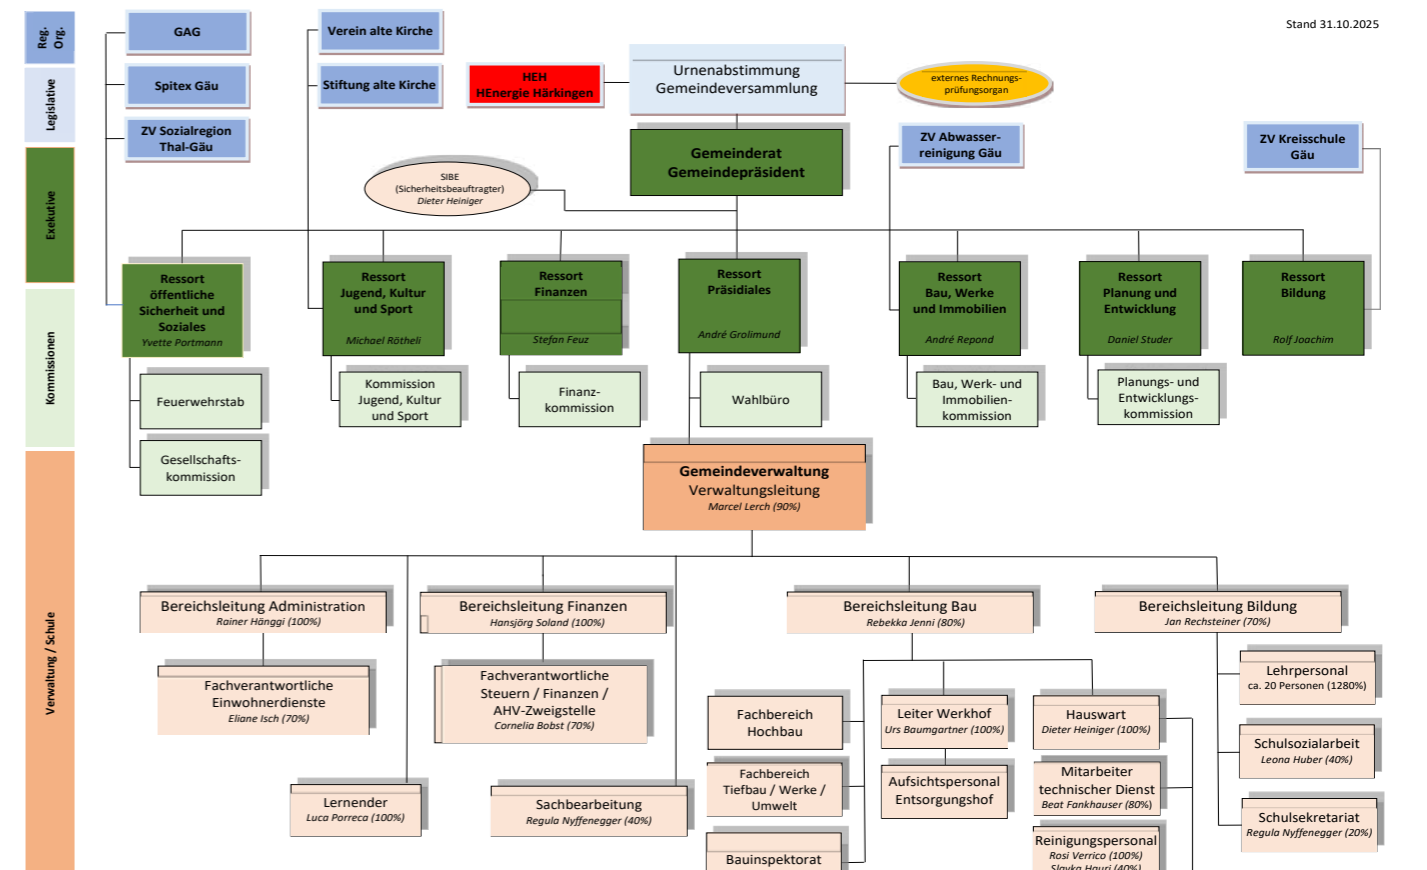 Stand 31.10.2025
Reg. Org.
Legislative
Exekutive
Kommissionen
Verwaltung / Schule
GAG
Spitex Gäu
ZV Sozialregion
Thal-Gäu
Verein alte Kirche
Stiftung alte Kirche
HEH
HEnergie Härkingen
Urnenabstimmung
Gemeindeversammlung
externes Rechnungs-
prüfungsorgan
Gemeinderat
Gemeindepräsident
SIBE
(Sicherheitsbeauftragter)
Dieter Heiniger
ZV Abwasser-
reinigung Gäu
ZV Kreisschule
Gäu
Ressort
öffentliche
Sicherheit und
Soziales
Yvette Portmann
Ressort
Jugend, Kultur
und Sport
Michael Rötheli
Ressort
Finanzen
Stefan Feuz
Ressort
Präsidiales
André Grolimund
Ressort
Bau, Werke
und Immobilien
André Repond
Ressort
Planung und
Entwicklung
Daniel Studer
Ressort
Bildung
Rolf Joachim
Feuerwehrstab
Gesellschafts-
kommission
Kommission
Jugend, Kultur
und Sport
Finanz-
kommission
Wahlbüro
Bau, Werk- und
Immobilien-
kommission
Planungs- und
Entwicklungs-
kommission
Gemeindeverwaltung
Verwaltungsleitung
Marcel Lerch (90%)
Bereichsleitung Administration
Rainer Hänggi (100%)
Bereichsleitung Finanzen
Hansjörg Soland (100%)
Bereichsleitung Bau
Rebekka Jenni (80%)
Bereichsleitung Bildung
Jan Rechsteiner (70%)
Fachverantwortliche
Einwohnerdienste
Eliane Isch (70%)
Fachverantwortliche
Steuern / Finanzen /
AHV-Zweigstelle
Cornelia Bobst (70%)
Lernender
Luca Porreca (100%)
Sachbearbeitung
Regula Nyffenegger (40%)
Fachbereich
Hochbau
Fachbereich
Tiefbau / Werke /
Umwelt
Bauinspektorat
Leiter Werkhof
Urs Baumgartner (100%)
Aufsichtspersonal
Entsorgungshof
Hauswart
Dieter Heiniger (100%)
Mitarbeiter
technischer Dienst
Beat Fankhauser (80%)
Reinigungspersonal
Rosi Verrico (100%)
Slavka Hauri (40%)
Lehrpersonal
ca. 20 Personen (1280%)
Schulsozialarbeit
Leona Huber (40%)
Schulsekretariat
Regula Nyffenegger (20%)